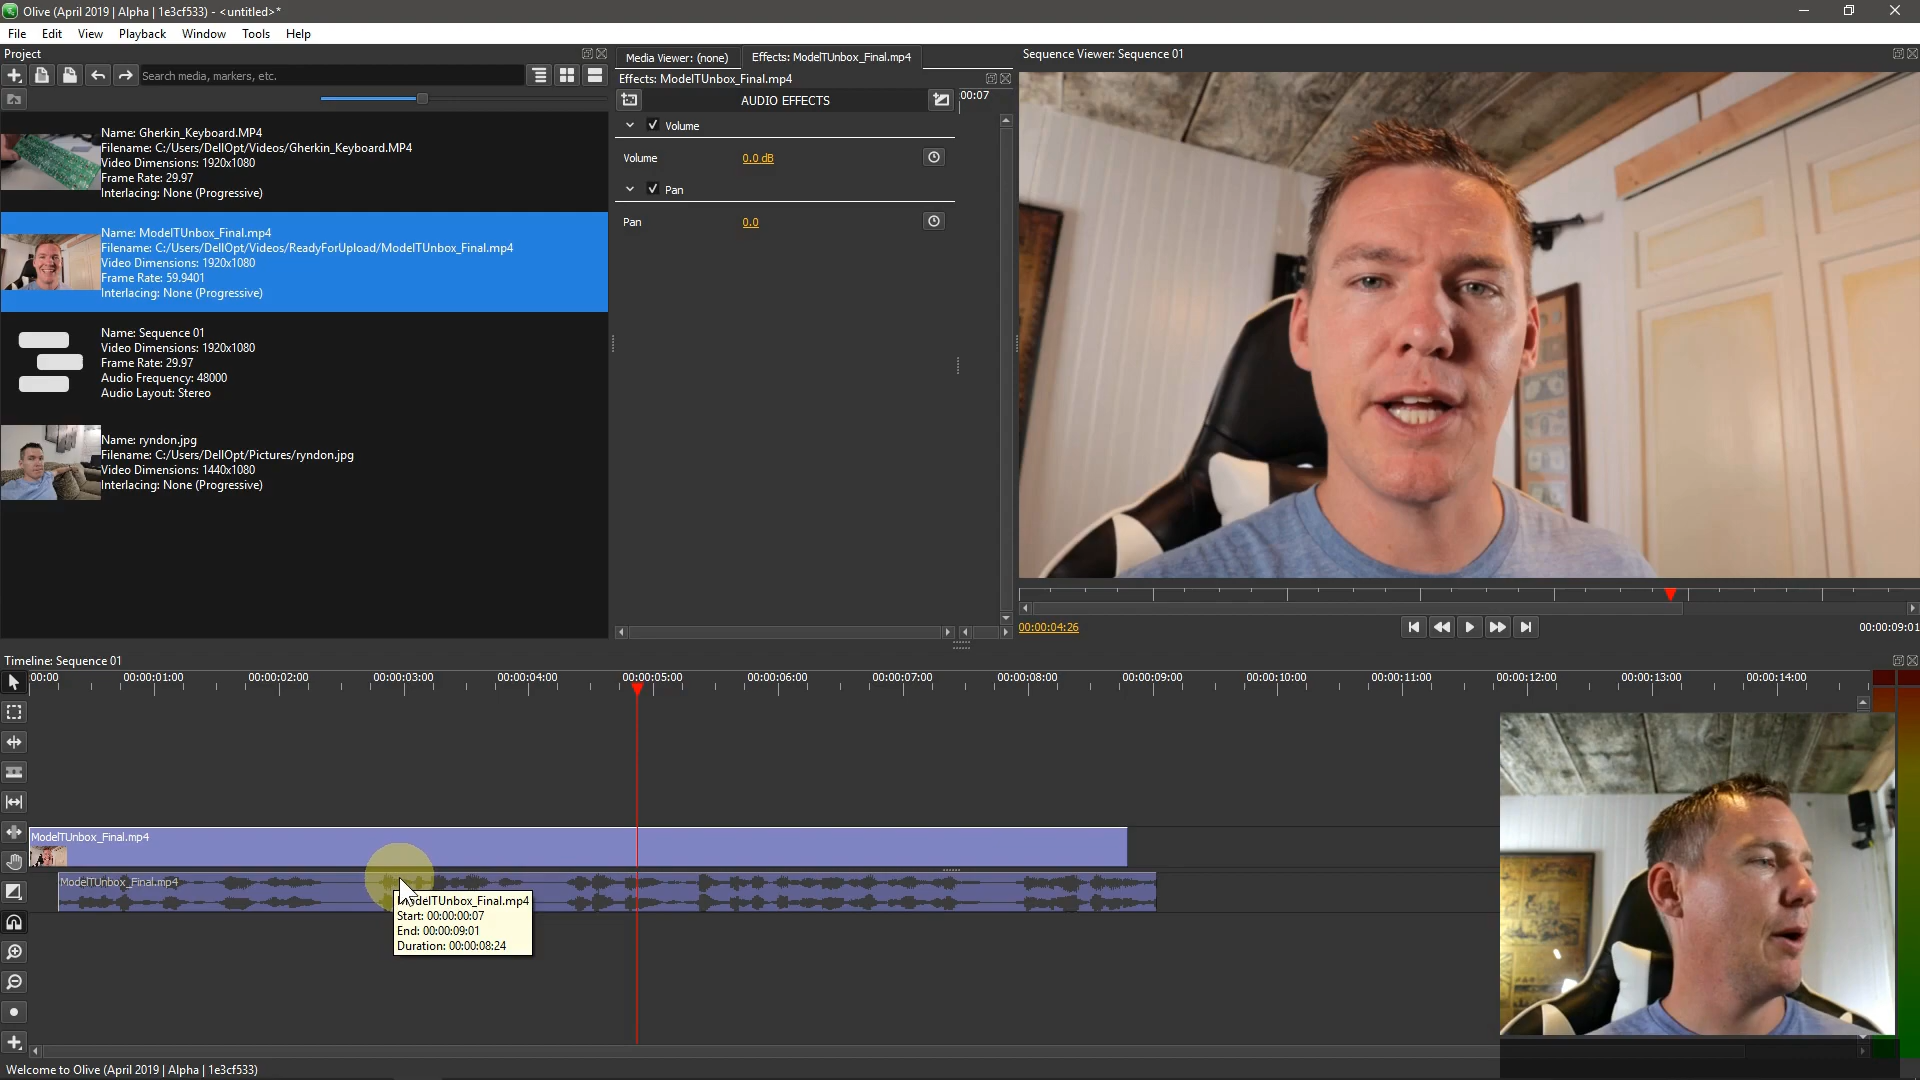 Olive (April 2019 | Alpha | 1e3cf533) - <untitled>*
File Edit View Playback Window Tools Help
Project
Search media, markers, etc.
Name: Gherkin_Keyboard.MP4
Filename: C:/Users/DellOpt/Videos/Gherkin_Keyboard.MP4
Video Dimensions: 1920x1080
Frame Rate: 29.97
Interlacing: None (Progressive)
Name: ModelTUnbox_Final.mp4
Filename: C:/Users/DellOpt/Videos/ReadyForUpload/ModelTUnbox_Final.mp4
Video Dimensions: 1920x1080
Frame Rate: 59.9401
Interlacing: None (Progressive)
Name: Sequence 01
Video Dimensions: 1920x1080
Frame Rate: 29.97
Audio Frequency: 48000
Audio Layout: Stereo
Name: ryndon.jpg
Filename: C:/Users/DellOpt/Pictures/ryndon.jpg
Video Dimensions: 1440x1080
Interlacing: None (Progressive)
Media Viewer: (none) Effects: ModelTUnbox_Final.mp4
Effects: ModelTUnbox_Final.mp4
AUDIO EFFECTS :00:07
Volume
Volume 0.0 dB
Pan
Pan 0.0
Sequence Viewer: Sequence 01
00:00:04:26 00:00:09:01
Timeline: Sequence 01
00:00 00:00:01:00 00:00:02:00 00:00:03:00 00:00:04:00 00:00:05:00 00:00:06:00 00:00:07:00 00:00:08:00 00:00:09:00 00:00:10:00 00:00:11:00 00:00:12:00 00:00:13:00 00:00:14:00
ModelTUnbox_Final.mp4
ModelTUnbox_Final.mp4
delTUnbox_Final.mp4
Start: 00:00:00:07
End: 00:00:09:01
Duration: 00:00:08:24
Welcome to Olive (April 2019 | Alpha | 1e3cf533)